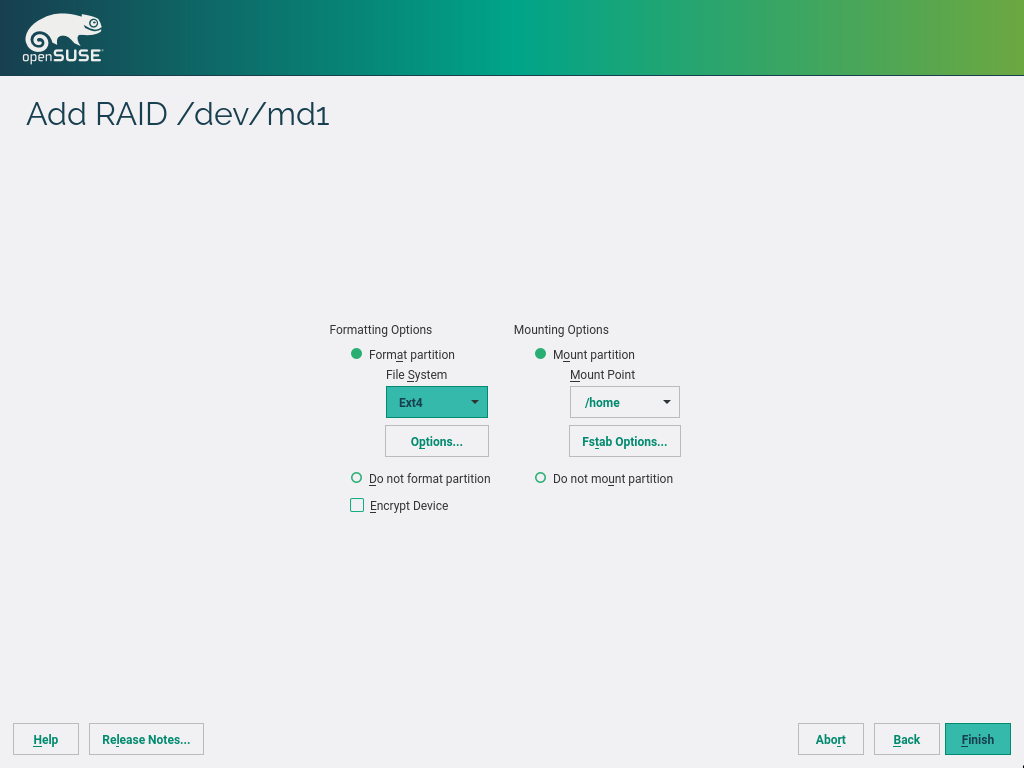 openSUSE
Add RAID /dev/md1
Formatting Options
Format partition
File System
Ext4
Options...
Do not format partition
Encrypt Device
Mounting Options
Mount partition
Mount Point
/home
Fstab Options...
Do not mount partition
Help
Release Notes...
Abort
Back
Finish